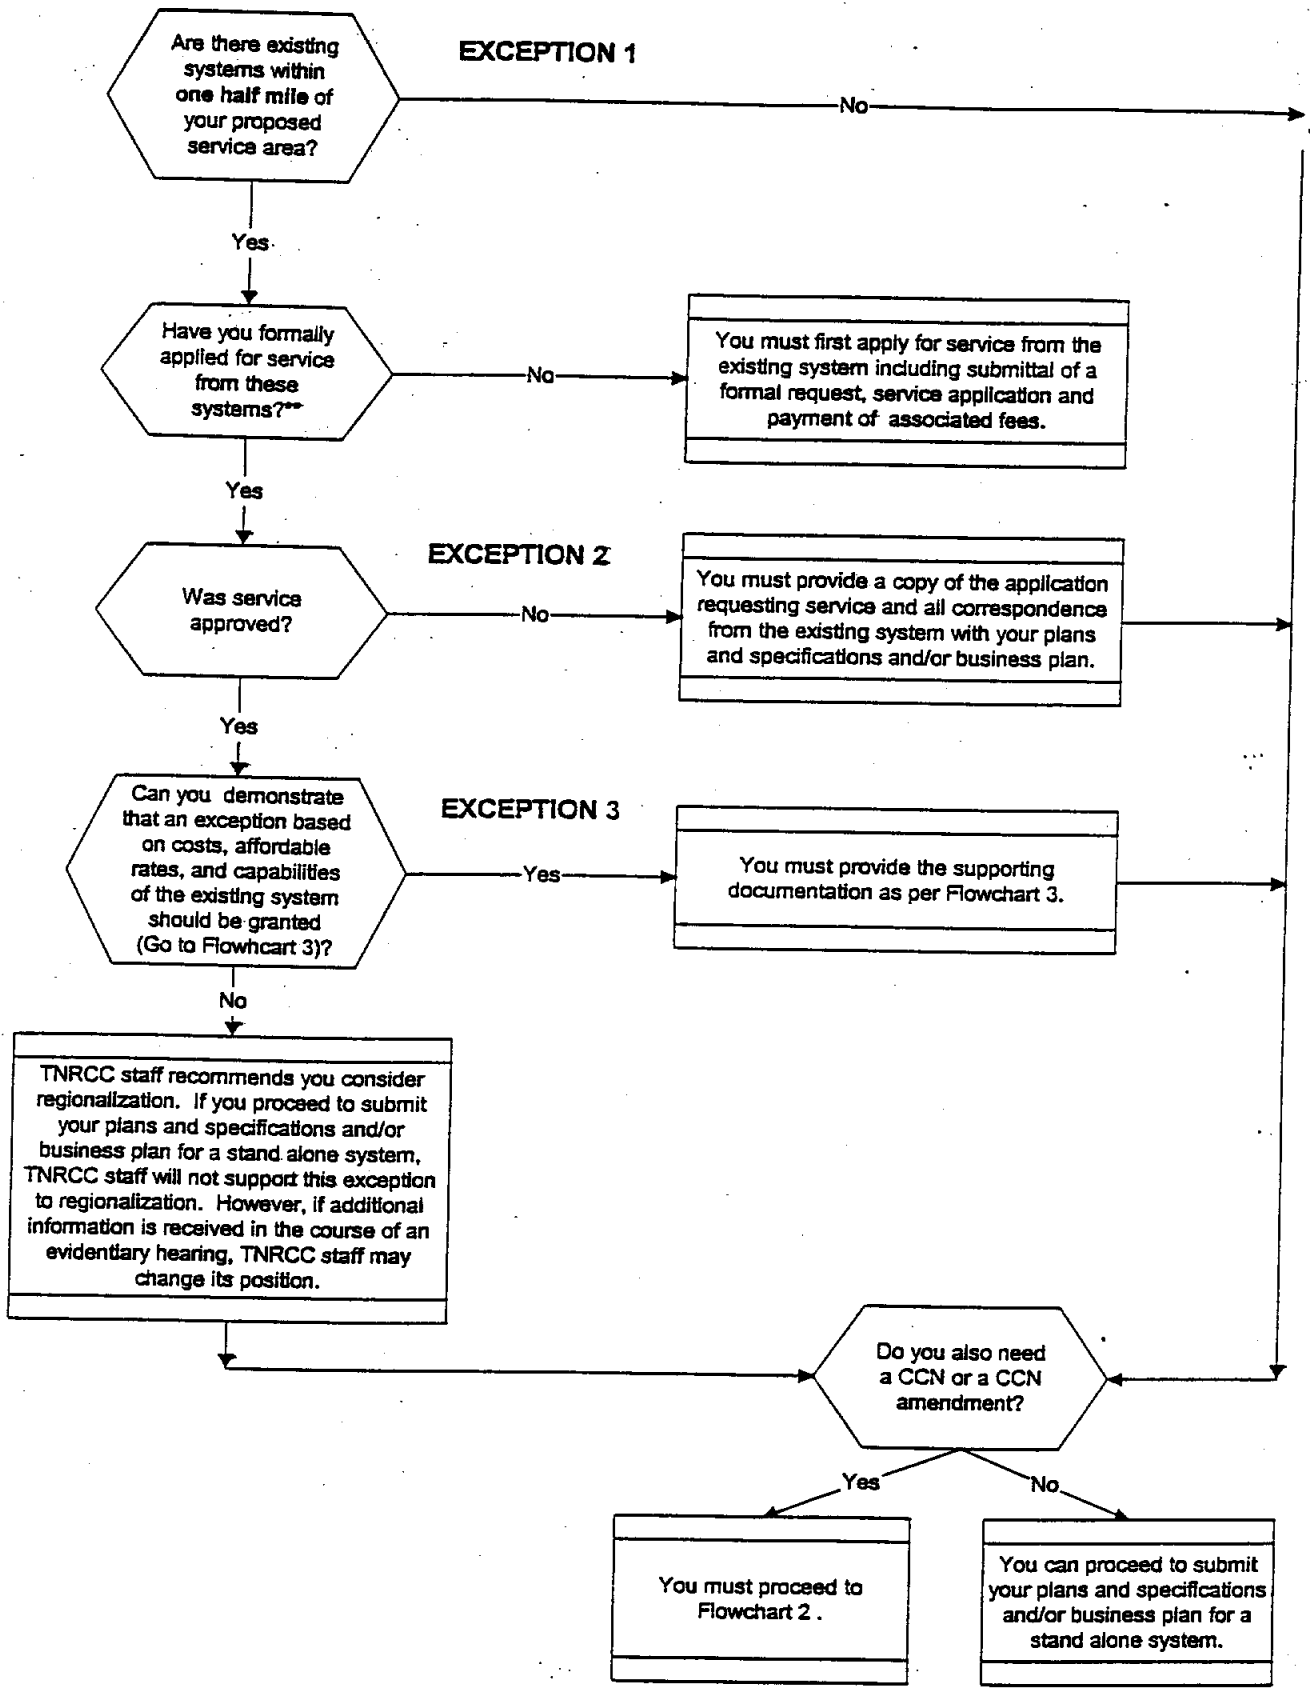 Are there existing
systems within
one half mile of
your proposed
service area?
EXCEPTION 1
No
Yes
Have you formally
applied for service
from these
systems?**
No
You must first apply for service from the
existing system including submittal of a
formal request, service application and
payment of associated fees.
Yes
Was service
approved?
EXCEPTION 2
No
You must provide a copy of the application
requesting service and all correspondence
from the existing system with your plans
and specifications and/or business plan.
Yes
Can you demonstrate
that an exception based
on costs, affordable
rates, and capabilities
of the existing system
should be granted
(Go to Flowhcart 3)?
EXCEPTION 3
Yes
You must provide the supporting
documentation as per Flowchart 3.
No
TNRCC staff recommends you consider
regionalization. If you proceed to submit
your plans and specifications and/or
business plan for a stand alone system,
TNRCC staff will not support this exception
to regionalization. However, if additional
information is received in the course of an
evidentiary hearing, TNRCC staff may
change its position.
Do you also need
a CCN or a CCN
amendment?
Yes
No
You must proceed to
Flowchart 2 .
You can proceed to submit
your plans and specifications
and/or business plan for a
stand alone system.